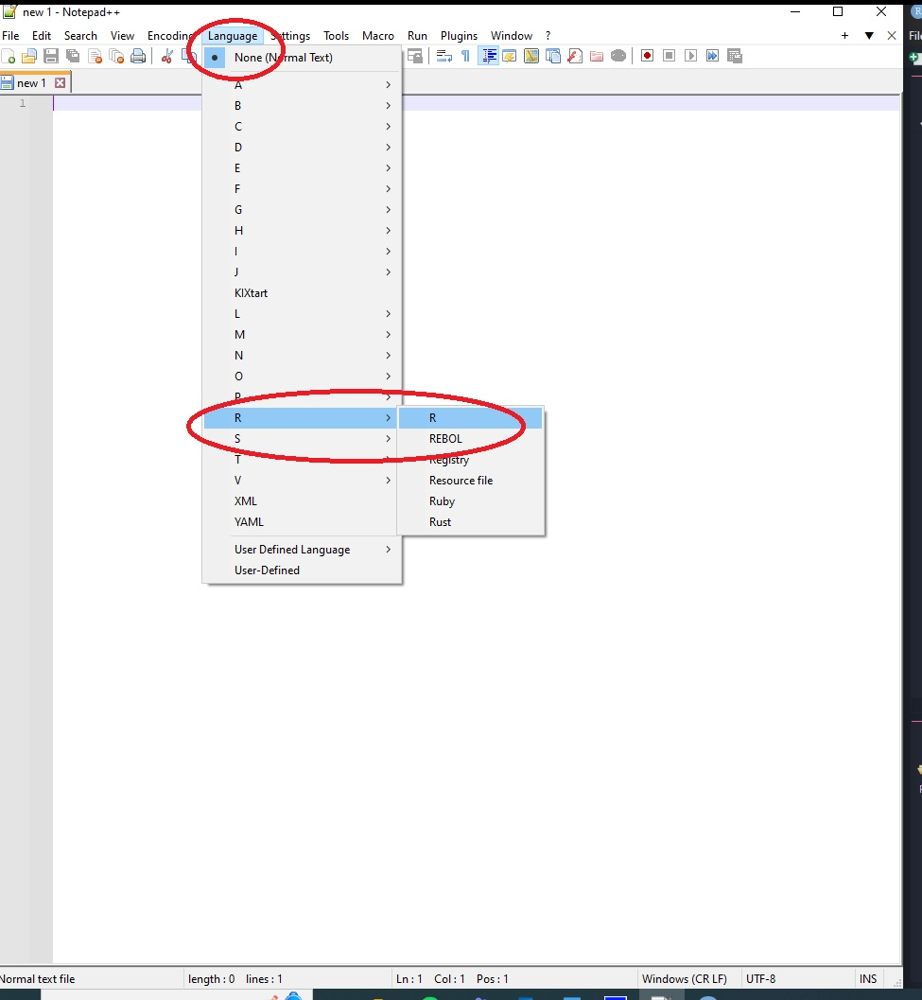 new 1 - Notepad++
File Edit Search View Encoding Language Settings Tools Macro Run Plugins Window ?
None (Normal Text)
new 1
1
A
B
C
D
E
F
G
H
I
J
KIXtart
L
M
N
O
P
R
R
S
REBOL
T
Registry
V
Resource file
XML
Ruby
YAML
Rust
User Defined Language
User-Defined
Normal text file length : 0 lines : 1 Ln : 1 Col : 1 Pos : 1 Windows (CR LF) UTF-8 INS